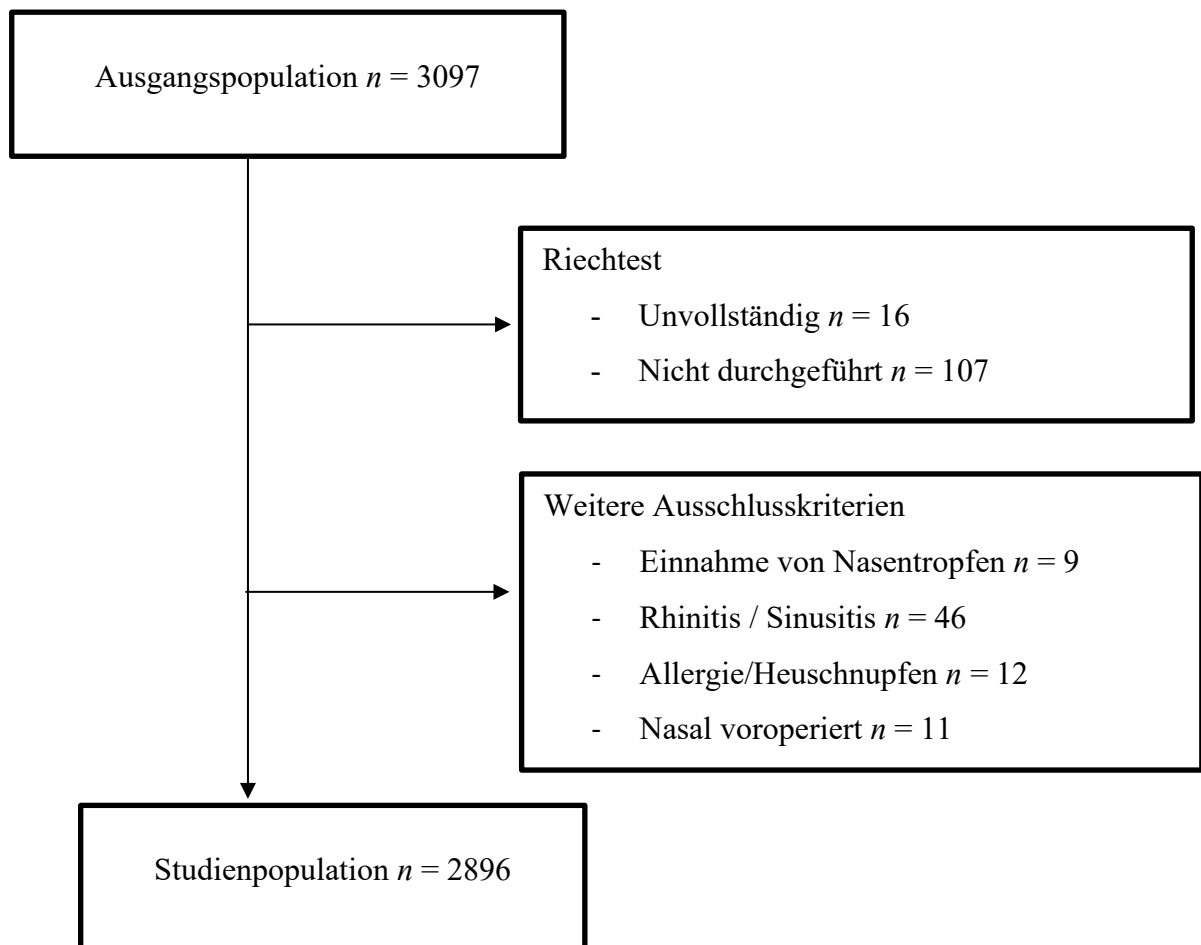 Ausgangspopulation n = 3097
Riechtest
- Unvollständig n = 16
- Nicht durchgeführt n = 107
Weitere Ausschlusskriterien
- Einnahme von Nasentropfen n = 9
- Rhinitis / Sinusitis n = 46
- Allergie/Heuschnupfen n = 12
- Nasal voroperiert n = 11
Studienpopulation n = 2896